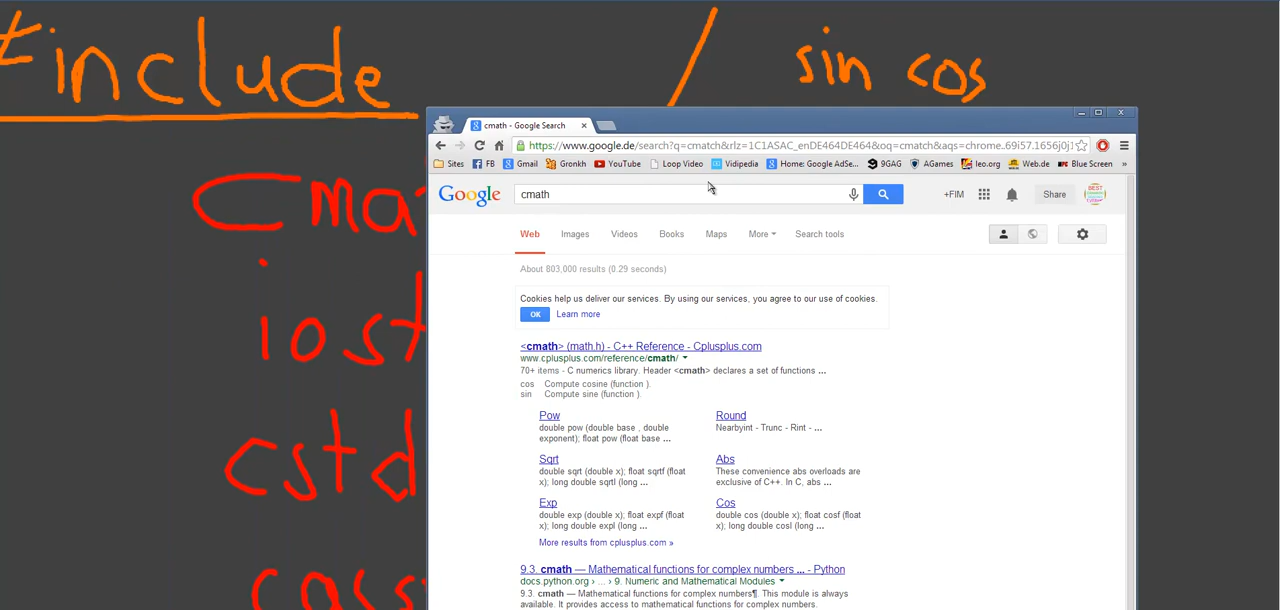 #include / sin cos
cma
iost
cstd
cass
cmath - Google Search
https://www.google.de/search?q=cmatch&rlz=1C1ASAC_enDE464DE464&oq=cmatch&aqs=chrome..69i57.1656j0j1
Sites FB Gmail Gronkh YouTube Loop Video Vidipedia Home: Google AdSe... 9GAG AGames leo.org Web.de Blue Screen »
Google cmath +FIM Share
Web Images Videos Books Maps More Search tools
About 803,000 results (0.29 seconds)
Cookies help us deliver our services. By using our services, you agree to our use of cookies.
OK Learn more
<cmath> (math.h) - C++ Reference - Cplusplus.com
www.cplusplus.com/reference/cmath/
70+ items - C numerics library. Header <cmath> declares a set of functions ...
cos Compute cosine (function ).
sin Compute sine (function ).
Pow
double pow (double base , double
exponent); float pow (float base ...
Round
Nearbyint - Trunc - Rint - ...
Sqrt
double sqrt (double x); float sqrtf (float
x); long double sqrtl (long ...
Abs
These convenience abs overloads are
exclusive of C++. In C, abs ...
Exp
double exp (double x); float expf (float
x); long double expl (long ...
Cos
double cos (double x); float cosf (float
x); long double cosl (long ...
More results from cplusplus.com »
9.3. cmath — Mathematical functions for complex numbers ... - Python
docs.python.org › ... › 9. Numeric and Mathematical Modules
9.3. cmath — Mathematical functions for complex numbers¶. This module is always
available. It provides access to mathematical functions for complex numbers.